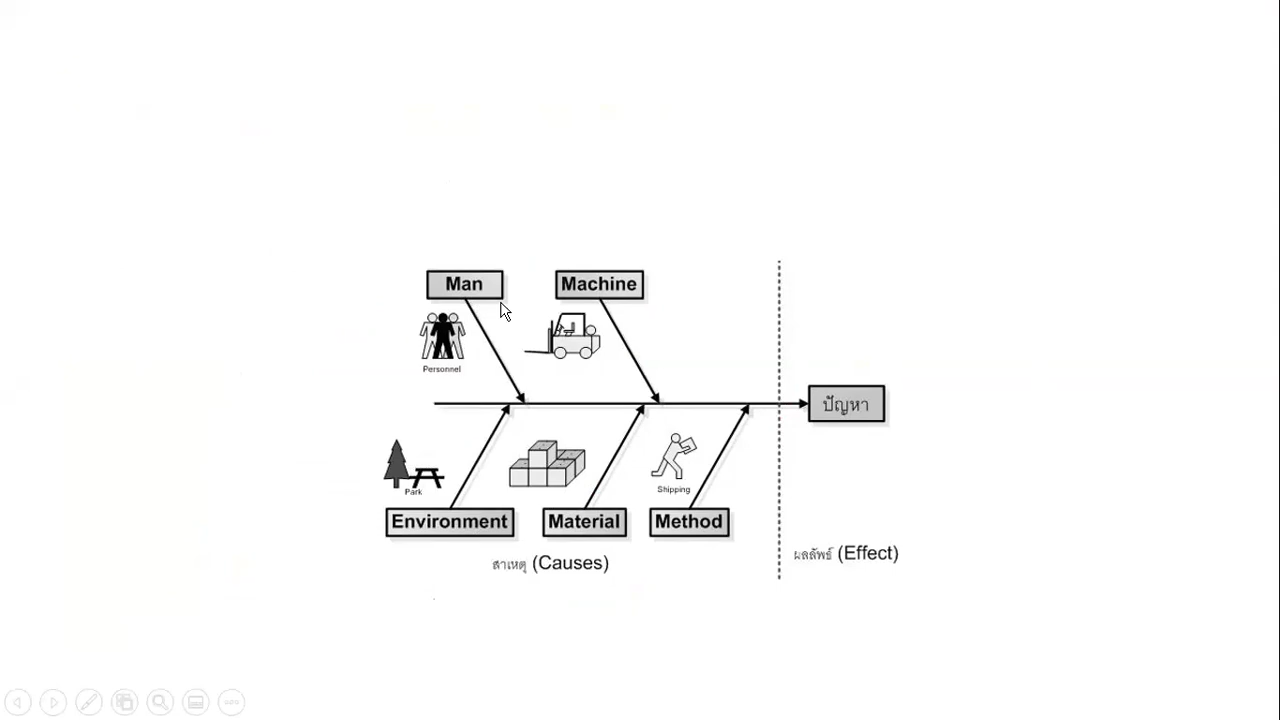 Man
Machine
Personnel
ปัญหา
Park
Shipping
Environment
Material
Method
สาเหตุ (Causes)
ผลลัพธ์ (Effect)